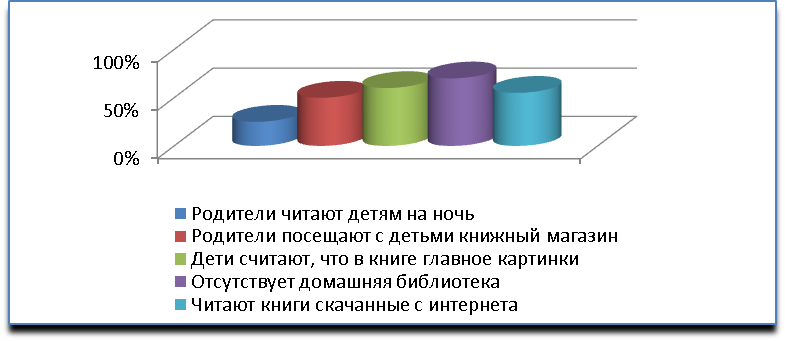 100%
50%
0%
Родители читают детям на ночь
Родители посещают с детьми книжный магазин
Дети считают, что в книге главное картинки
Отсутствует домашняя библиотека
Читают книги скачанные с интернета